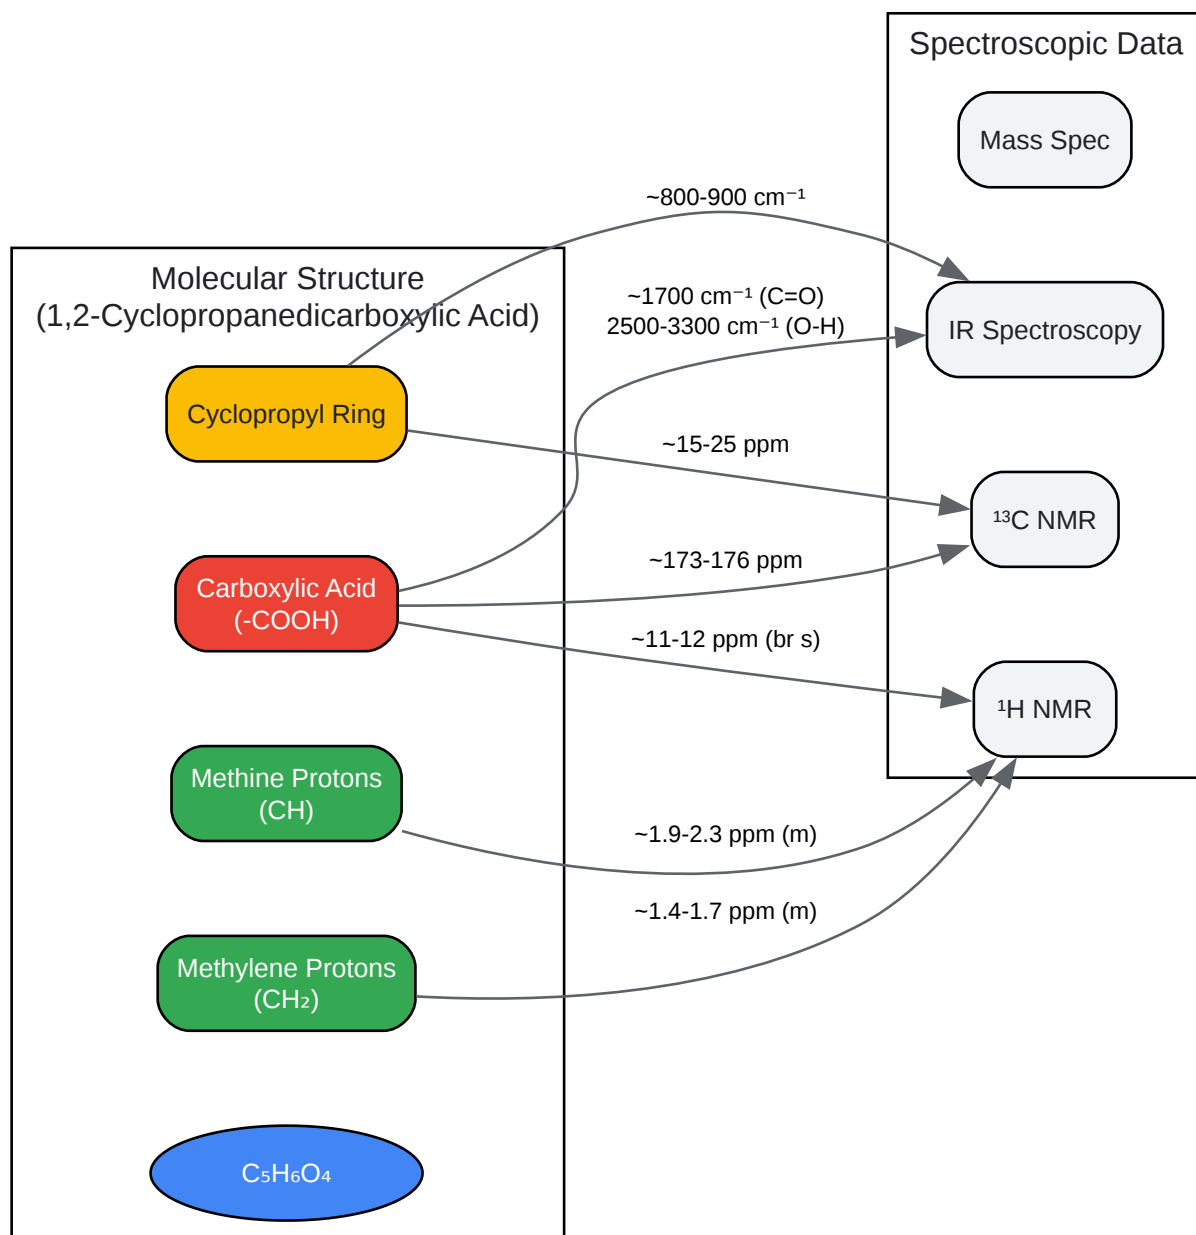 Spectroscopic Data
Mass Spec
~800-900 cm⁻¹
Molecular Structure
(1,2-Cyclopropanedicarboxylic Acid)
~1700 cm⁻¹ (C=O)
2500-3300 cm⁻¹ (O-H)
IR Spectroscopy
Cyclopropyl Ring
~15-25 ppm
¹³C NMR
Carboxylic Acid
(-COOH)
~173-176 ppm
~11-12 ppm (br s)
¹H NMR
Methine Protons
(CH)
~1.9-2.3 ppm (m)
~1.4-1.7 ppm (m)
Methylene Protons
(CH₂)
C₅H₆O₄